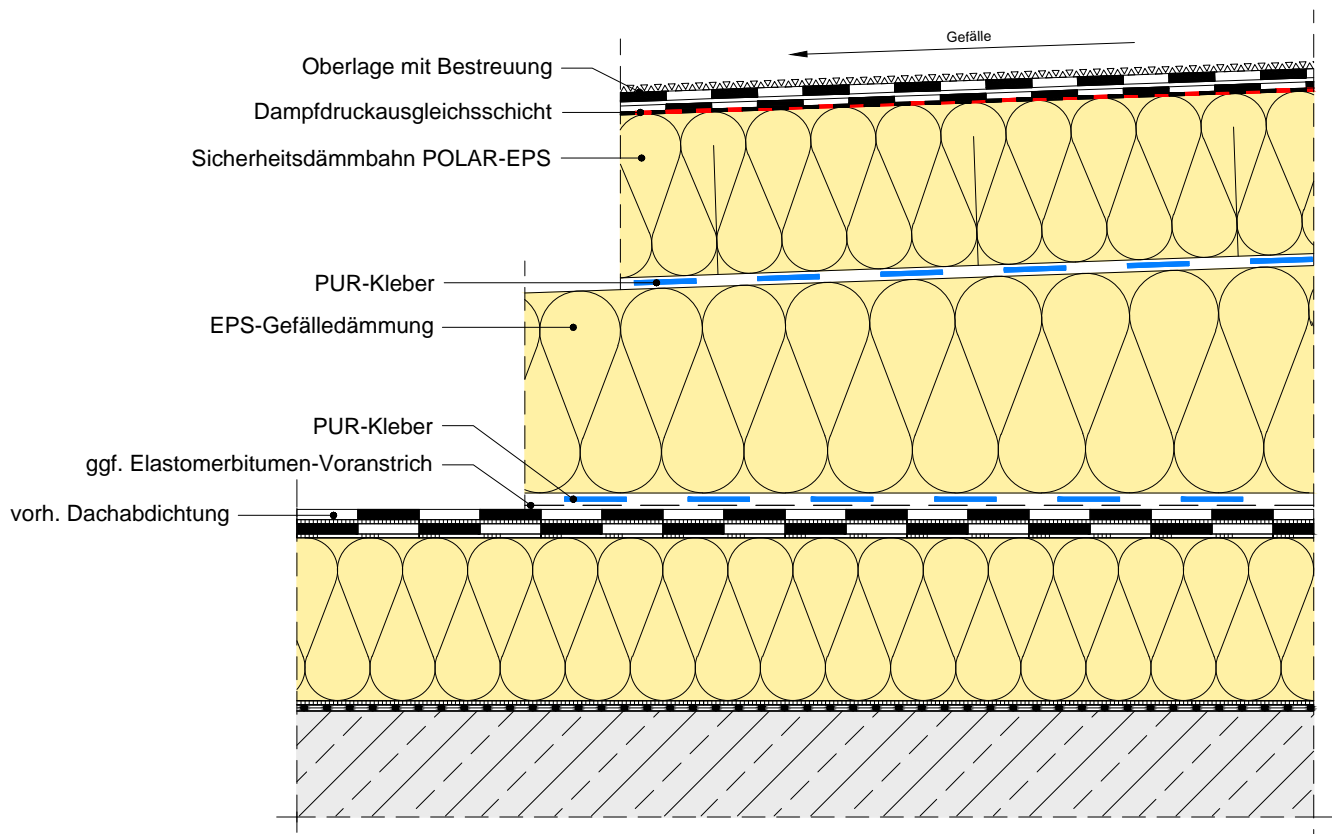 Gefälle
Oberlage mit Bestreuung
Dampfdruckausgleichsschicht
Sicherheitsdämmbahn POLAR-EPS
PUR-Kleber
EPS-Gefälledämmung
PUR-Kleber
ggf. Elastomerbitumen-Voranstrich
vorh. Dachabdichtung